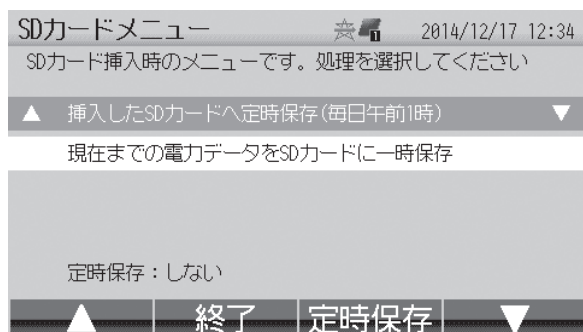 SDカードメニュー 1 2014/12/17 12:34
SDカード挿入時のメニューです。処理を選択してください
▲ 挿入したSDカードへ定時保存(毎日午前1時) ▼
現在までの電力データをSDカードに一時保存
定時保存:しない
▲ 終了 定時保存 ▼